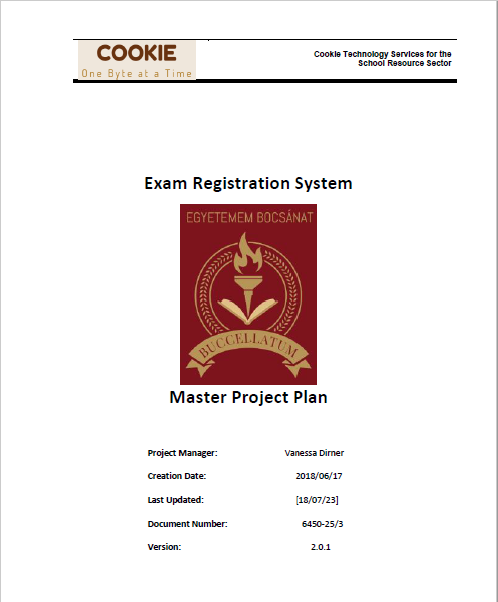 COOKIE
One Byte at a Time
Cookie Technology Services for the
School Resource Sector
Exam Registration System
EGYETEMEM BOCSÁNAT
BUCCELLATUM
Master Project Plan
Project Manager: Vanessa Dirner
Creation Date: 2018/06/17
Last Updated: [18/07/23]
Document Number: 6450-25/3
Version: 2.0.1